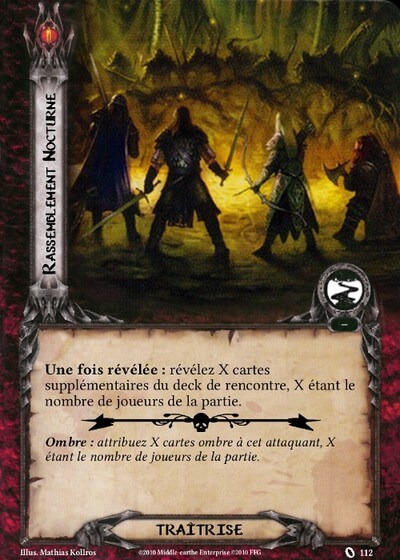 Rassemblement Nocturne
Une fois révélée : révélez X cartes
supplémentaires du deck de rencontre, X étant le
nombre de joueurs de la partie.
Ombre : attribuez X cartes ombre à cet attaquant, X
étant le nombre de joueurs de la partie.
TRAÎTRISE
Illus. Mathias Kollros
©2010 Middle-earthe Enterprise ©2010 FFG
112